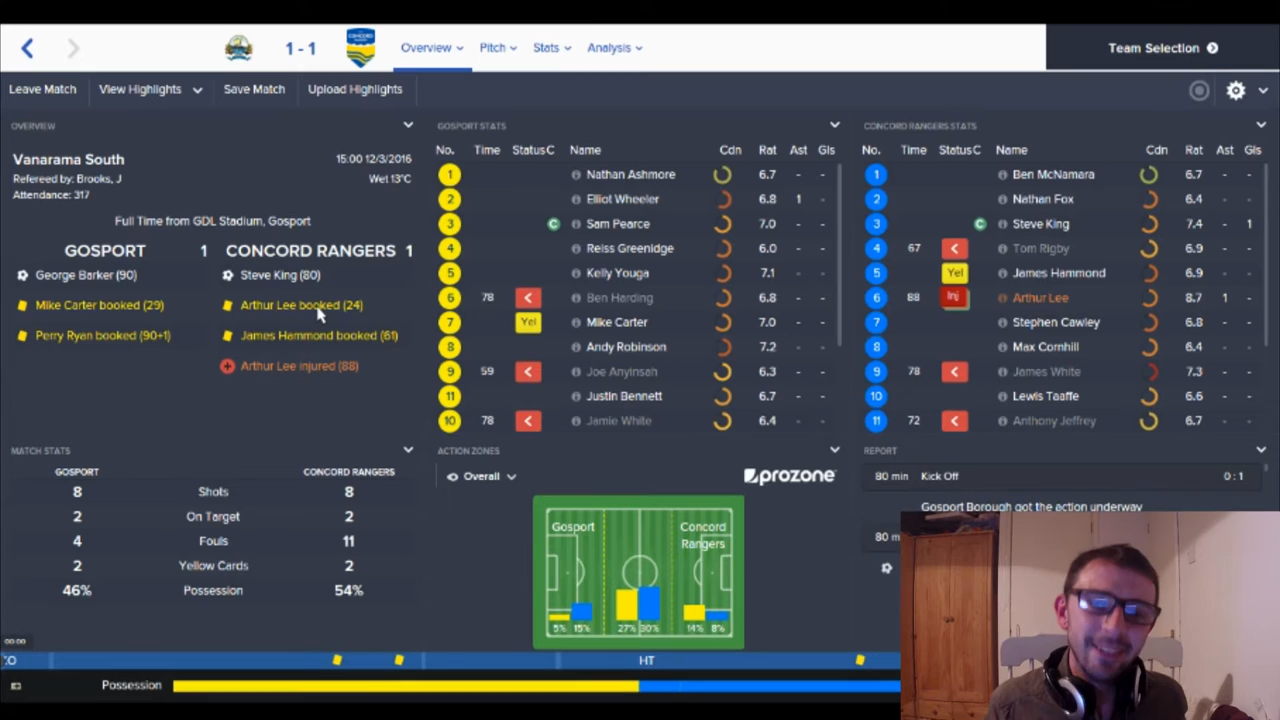 1 - 1
Overview
Pitch
Stats
Analysis
Team Selection
Leave Match
View Highlights
Save Match
Upload Highlights
OVERVIEW
Vanarama South
15:00 12/3/2016
Refereed by: Brooks, J
Wet 13°C
Attendance: 317
Full Time from GDL Stadium, Gosport
GOSPORT 1
CONCORD RANGERS 1
George Barker (90)
Steve King (80)
Mike Carter booked (29)
Arthur Lee booked (24)
Perry Ryan booked (90+1)
James Hammond booked (61)
Arthur Lee injured (88)
GOSPORT STATS
No. Time Status C Name Cdn Rat Ast Gls
1 Nathan Ashmore 6.7 - -
2 Elliot Wheeler 6.8 1 -
3 C Sam Pearce 7.0 - -
4 Reiss Greenidge 6.0 - -
5 Kelly Youga 7.1 - -
6 78 Ben Harding 6.8 - -
7 Yel Mike Carter 7.0 - -
8 Andy Robinson 7.2 - -
9 59 Joe Anyinsah 6.3 - -
11 Justin Bennett 6.7 - -
10 78 Jamie White 6.4 - -
CONCORD RANGERS STATS
No. Time Status C Name Cdn Rat Ast Gls
1 Ben McNamara 6.7 - -
2 Nathan Fox 6.4 - -
3 C Steve King 7.4 - 1
4 67 Tom Rigby 6.9 - -
5 Yel James Hammond 6.9 - -
6 88 Inj Arthur Lee 8.7 1 -
7 Stephen Cawley 6.8 - -
8 Max Cornhill 6.4 - -
9 78 James White 7.3 - -
10 Lewis Taaffe 6.6 - -
11 72 Anthony Jeffrey 6.7 - -
MATCH STATS
GOSPORT
CONCORD RANGERS
8 Shots 8
2 On Target 2
4 Fouls 11
2 Yellow Cards 2
46% Possession 54%
ACTION ZONES
Overall
prozone
Gosport
Concord
Rangers
5% 15% 27% 30% 14% 8%
REPORT
80 min Kick Off 0 : 1
Gosport Borough got the action underway
80 m
00:00
HT
Possession